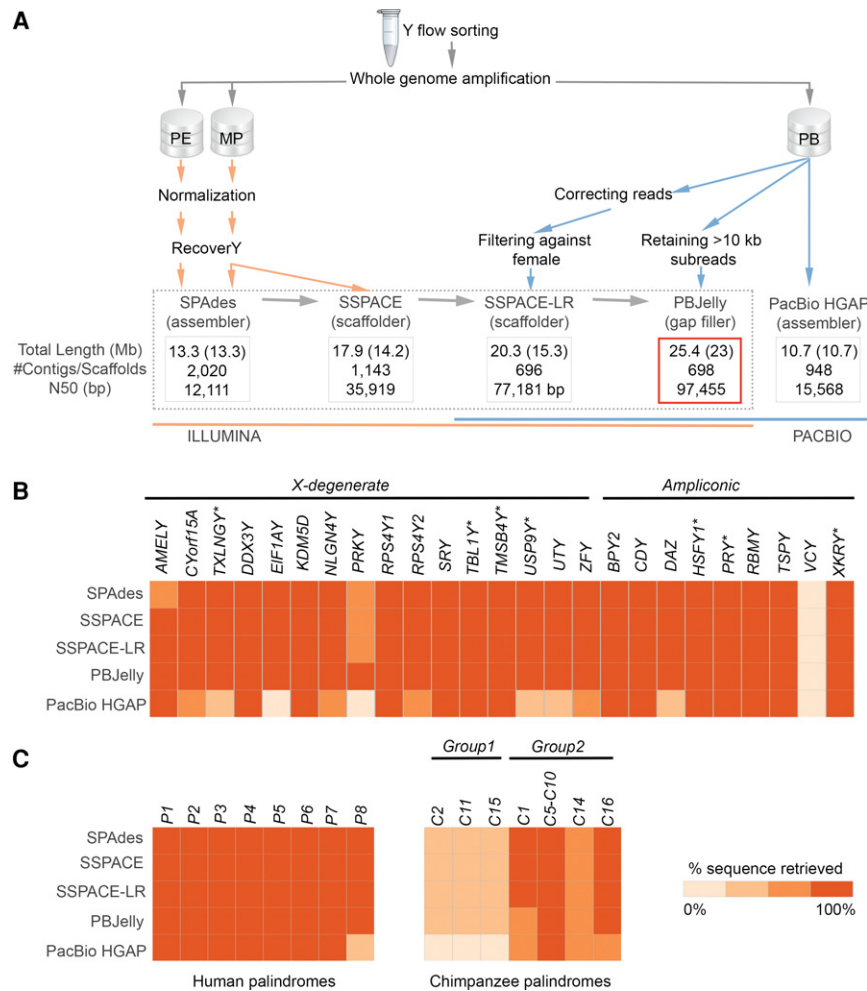 A
Y flow sorting
Whole genome amplification
PE
MP
PB
Normalization
Correcting reads
RecoverY
Filtering against
female
Retaining >10 kb
subreads
SPAdes
(assembler)
SSPACE
(scaffolder)
SSPACE-LR
(scaffolder)
PBJelly
(gap filler)
PacBio HGAP
(assembler)
Total Length (Mb) 13.3 (13.3) 17.9 (14.2) 20.3 (15.3) 25.4 (23) 10.7 (10.7)
#Contigs/Scaffolds 2,020 1,143 696 698 948
N50 (bp) 12,111 35,919 77,181 bp 97,455 15,568
ILLUMINA PACBIO
B
X-degenerate Ampliconic
AMELY CYorf15A TXLNGY* DDX3Y EIF1AY KDM5D NLGN4Y PRKY RPS4Y1 RPS4Y2 SRY TBL1Y* TMSB4Y* USP9Y* UTY ZFY BPY2 CDY DAZ HSFY1* PRY* RBMY TSPY VCY XKRY*
SPAdes
SSPACE
SSPACE-LR
PBJelly
PacBio HGAP
C
Group1 Group2
P1 P2 P3 P4 P5 P6 P7 P8 C2 C11 C15 C1 C5-C10 C14 C16
SPAdes
SSPACE
SSPACE-LR
PBJelly
PacBio HGAP
% sequence retrieved
0% 100%
Human palindromes Chimpanzee palindromes